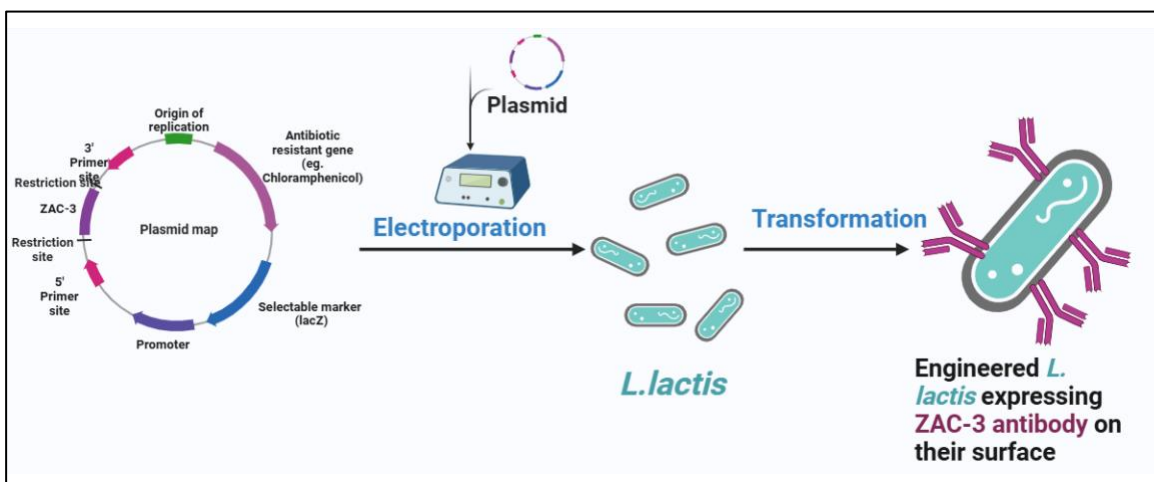 Origin of
replication
3'
Primer
site
Restriction site
ZAC-3
Restriction
site
5'
Primer
site
Plasmid map
Antibiotic
resistant gene
(eg.
Chloramphenicol)
Selectable marker
(lacZ)
Promoter
Plasmid
Electroporation
L.lactis
Transformation
Engineered L.
lactis expressing
ZAC-3 antibody on
their surface